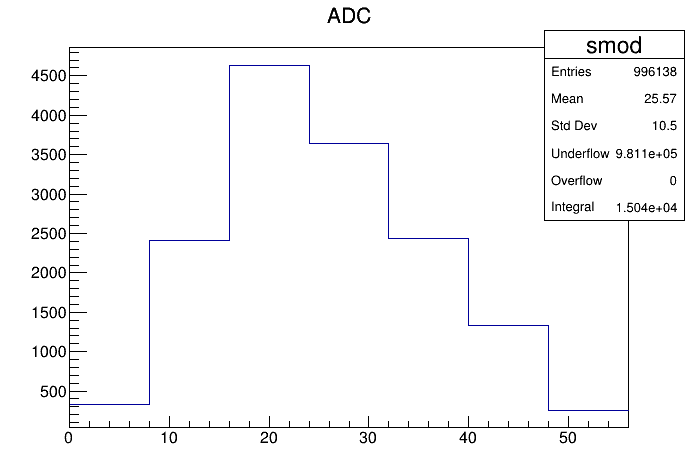 ADC
smod
Entries 996138
Mean 25.57
Std Dev 10.5
Underflow 9.811e+05
Overflow 0
Integral 1.504e+04
4500
4000
3500
3000
2500
2000
1500
1000
500
0 10 20 30 40 50